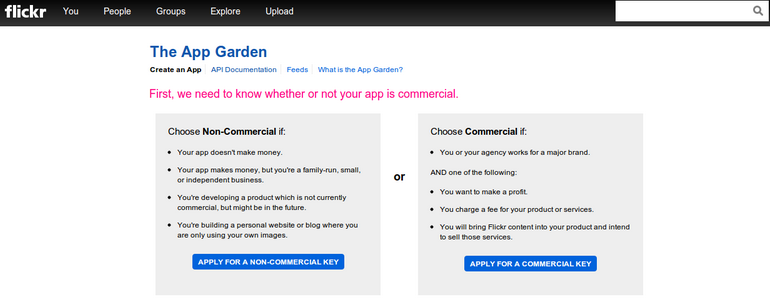 flickr You People Groups Explore Upload
The App Garden
Create an App API Documentation Feeds What is the App Garden?
First, we need to know whether or not your app is commercial.
Choose Non-Commercial if:
Your app doesn't make money.
Your app makes money, but you're a family-run, small,
or independent business.
You're developing a product which is not currently
commercial, but might be in the future.
You're building a personal website or blog where you
are only using your own images.
APPLY FOR A NON-COMMERCIAL KEY
or
Choose Commercial if:
You or your agency works for a major brand.
AND one of the following:
You want to make a profit.
You charge a fee for your product or services.
You will bring Flickr content into your product and intend
to sell those services.
APPLY FOR A COMMERCIAL KEY